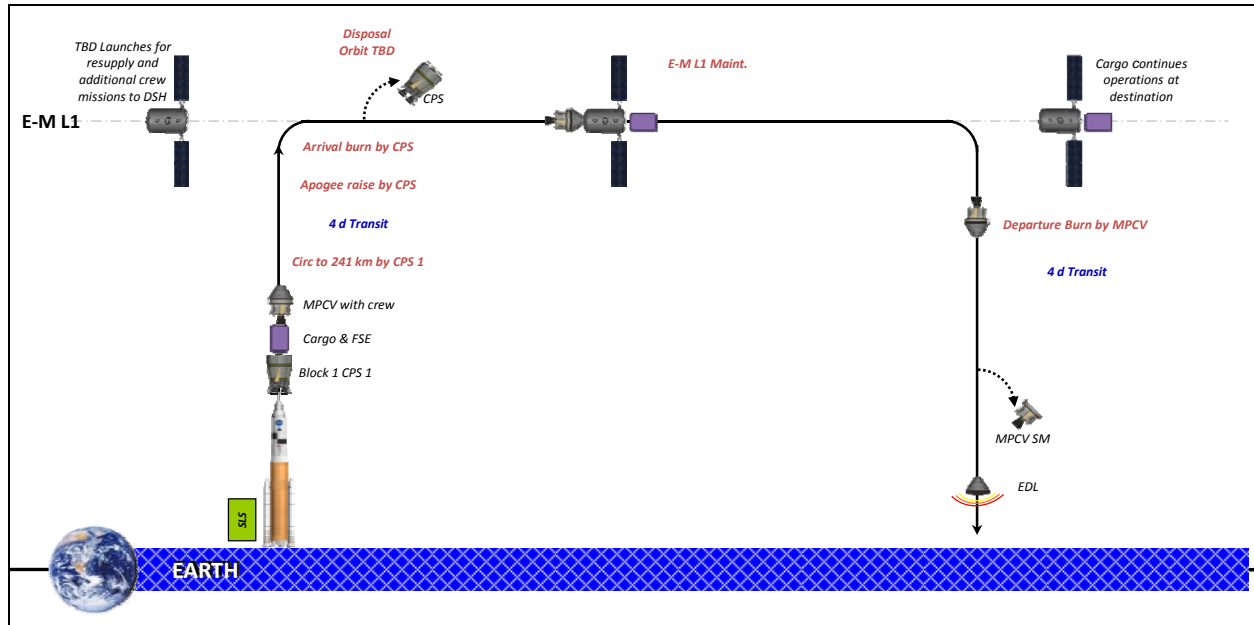 TBD Launches for
resupply and
additional crew
missions to DSH
Disposal
Orbit TBD
CPS
E-M L1 Maint.
Cargo continues
operations at
destination
E-M L1
Arrival burn by CPS
Apogee raise by CPS
4 d Transit
Circ to 241 km by CPS 1
MPCV with crew
Cargo & FSE
Block 1 CPS 1
Departure Burn by MPCV
4 d Transit
MPCV SM
EDL
SLS
EARTH